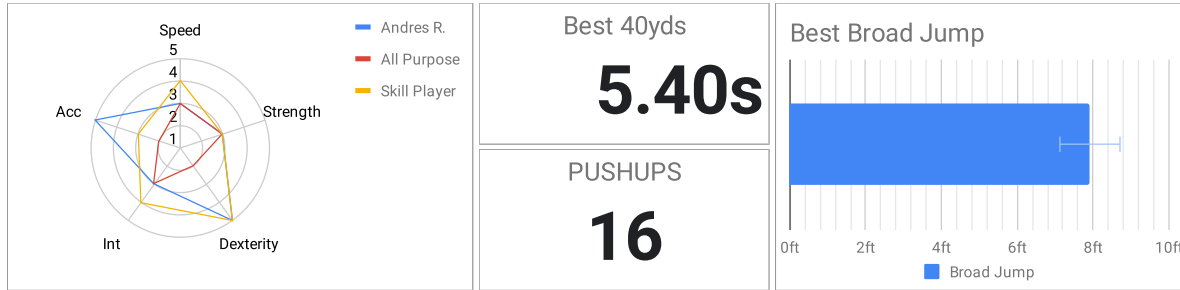 Speed
5
4
3
2
1
Acc
Strength
Int
Dexterity
Andres R.
All Purpose
Skill Player
Best 40yds
5.40s
PUSHUPS
16
Best Broad Jump
0ft 2ft 4ft 6ft 8ft 10ft
Broad Jump